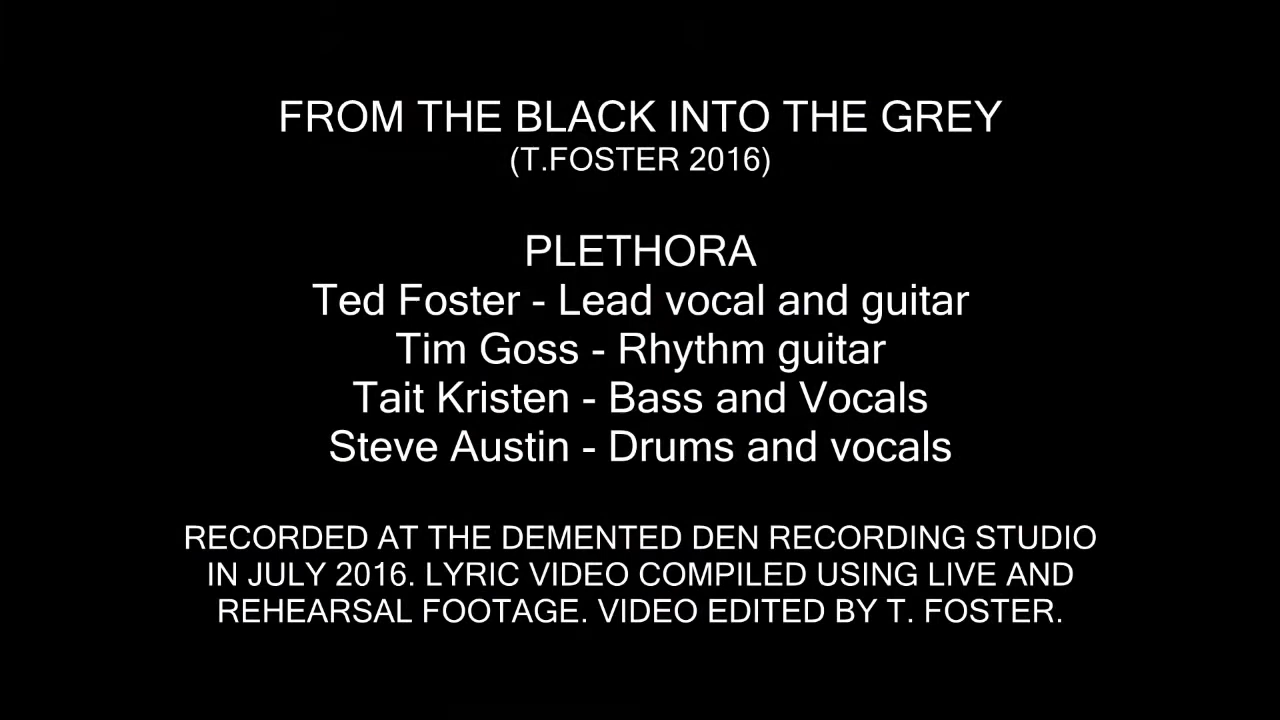 FROM THE BLACK INTO THE GREY
(T.FOSTER 2016)
PLETHORA
Ted Foster - Lead vocal and guitar
Tim Goss - Rhythm guitar
Tait Kristen - Bass and Vocals
Steve Austin - Drums and vocals
RECORDED AT THE DEMENTED DEN RECORDING STUDIO
IN JULY 2016. LYRIC VIDEO COMPILED USING LIVE AND
REHEARSAL FOOTAGE. VIDEO EDITED BY T. FOSTER.